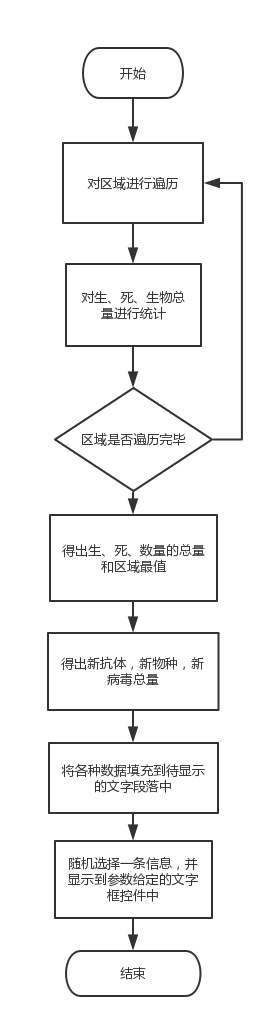 开始
对区域进行遍历
对生、死、生物总
量进行统计
区域是否遍历完毕
得出生、死、数量的总量
和区域最值
得出新抗体，新物种，新
病毒总量
将各种数据填充到待显示
的文字段落中
随机选择一条信息，并
显示到参数给定的文字
框控件中
结束